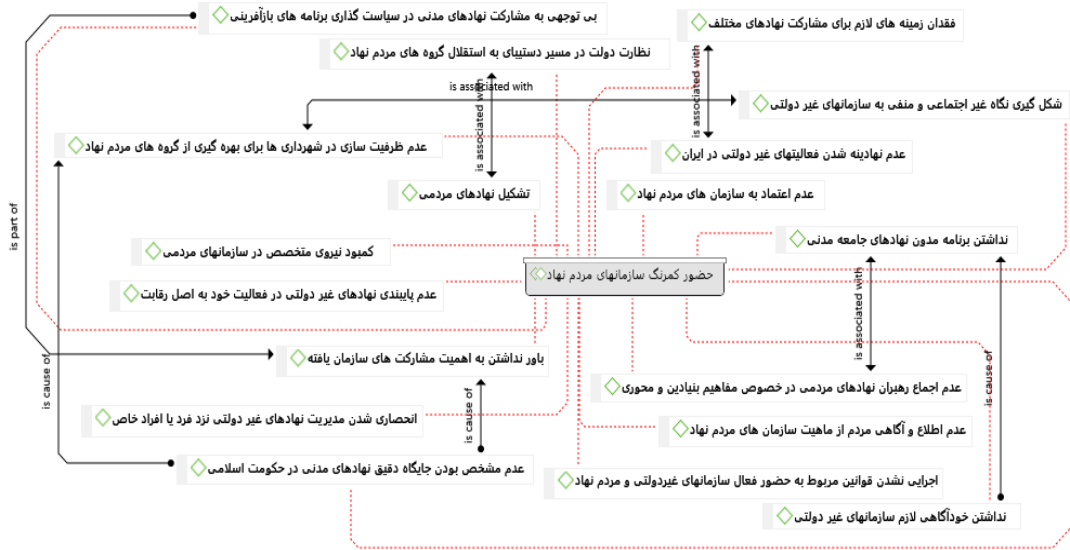 بی توجهی به مشارکت نهادهای مدنی در سیاست گذاری برنامه های بازآفرینی
فقدان زمینه های لازم برای مشارکت نهادهای مختلف
نظارت دولت در مسیر دستیبای به استقلال گروه های مردم نهاد
is associated with
is associated with
is associated with
شکل گیری نگاه غیر اجتماعی و منفی به سازمانهای غیر دولتی
عدم ظرفیت سازی در شهرداری ها برای بهره گیری از گروه های مردم نهاد
عدم نهادینه شدن فعالیتهای غیر دولتی در ایران
تشکیل نهادهای مردمی
عدم اعتماد به سازمان های مردم نهاد
is part of
نداشتن برنامه مدون نهادهای جامعه مدنی
کمبود نیروی متخصص در سازمانهای مردمی
حضور کمرنگ سازمانهای مردم نهاد
عدم پایبندی نهادهای غیر دولتی در فعالیت خود به اصل رقابت
is associated with
باور نداشتن به اهمیت مشارکت های سازمان یافته
is cause of
is cause of
عدم اجماع رهبران نهادهای مردمی در خصوص مفاهیم بنیادین و محوری
is cause of
انحصاری شدن مدیریت نهادهای غیر دولتی نزد فرد یا افراد خاص
عدم اطلاع و آگاهی مردم از ماهیت سازمان های مردم نهاد
عدم مشخص بودن جایگاه دقیق نهادهای مدنی در حکومت اسلامی
اجرایی نشدن قوانین مربوط به حضور فعال سازمانهای غیردولتی و مردم نهاد
نداشتن خودآگاهی لازم سازمانهای غیر دولتی